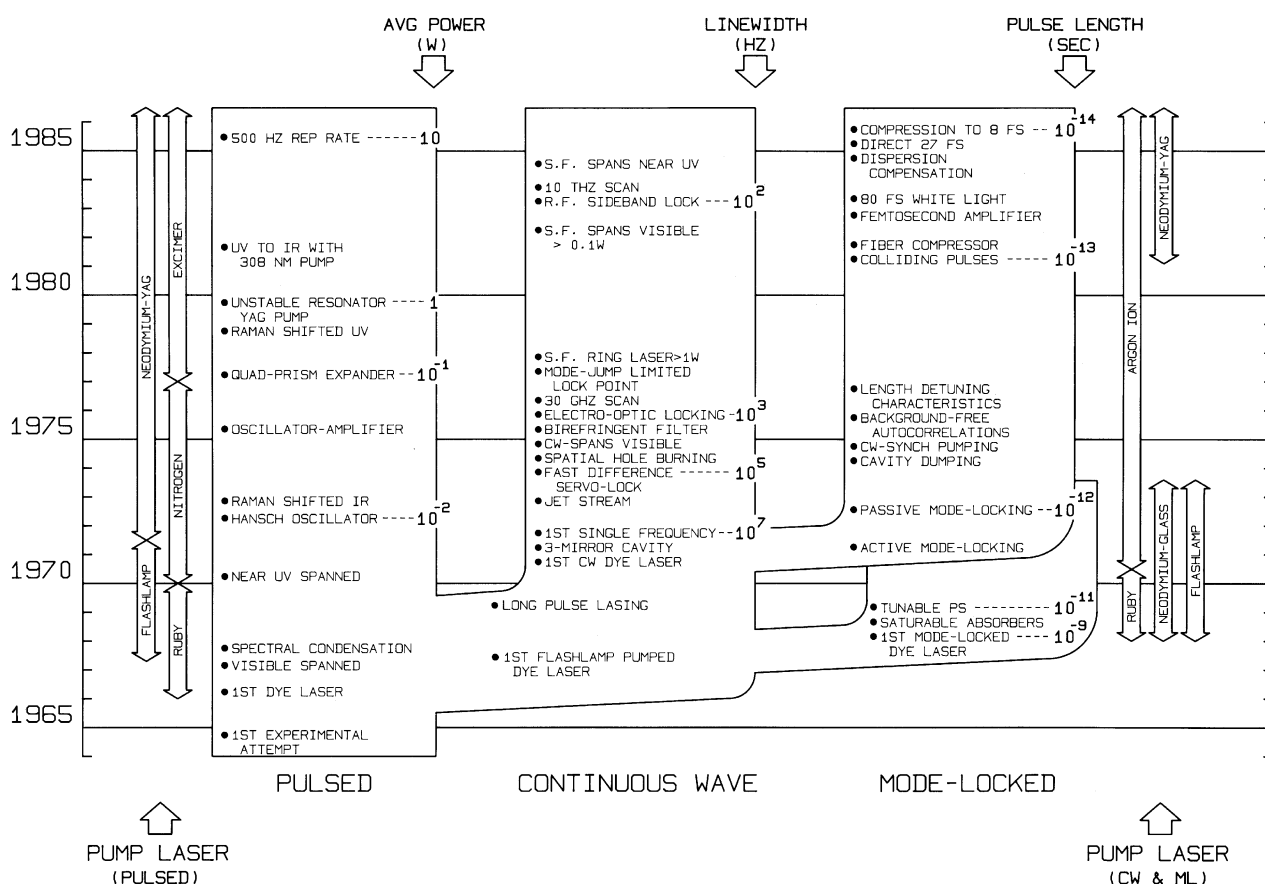 AVG POWER
(W)
LINEWIDTH
(HZ)
PULSE LENGTH
(SEC)
1985
1980
1975
1970
1965
NEODYMIUM-YAG
FLASHLAMP
EXCIMER
NITROGEN
RUBY
500 HZ REP RATE ------ 10
UV TO IR WITH
308 NM PUMP
UNSTABLE RESONATOR ---- 1
YAG PUMP
RAMAN SHIFTED UV
QUAD-PRISM EXPANDER --- 10^-1
OSCILLATOR-AMPLIFIER
RAMAN SHIFTED IR
HANSCH OSCILLATOR ---- 10^-2
NEAR UV SPANNED
SPECTRAL CONDENSATION
VISIBLE SPANNED
1ST DYE LASER
1ST EXPERIMENTAL
ATTEMPT
S.F. SPANS NEAR UV
10 THZ SCAN
R.F. SIDEBAND LOCK ---- 10^2
S.F. SPANS VISIBLE
> 0.1W
S.F. RING LASER>1W
MODE-JUMP LIMITED
LOCK POINT
30 GHZ SCAN
ELECTRO-OPTIC LOCKING - 10^3
BIREFRINGENT FILTER
CW-SPANS VISIBLE
SPATIAL HOLE BURNING
FAST DIFFERENCE ------ 10^5
SERVO-LOCK
JET STREAM
1ST SINGLE FREQUENCY -- 10^7
3-MIRROR CAVITY
1ST CW DYE LASER
LONG PULSE LASING
1ST FLASHLAMP PUMPED
DYE LASER
COMPRESSION TO 8 FS -- 10^-14
DIRECT 27 FS
DISPERSION
COMPENSATION
80 FS WHITE LIGHT
FEMTOSECOND AMPLIFIER
FIBER COMPRESSOR
COLLIDING PULSES ---- 10^-13
LENGTH DETUNING
CHARACTERISTICS
BACKGROUND-FREE
AUTOCORRELATIONS
CW-SYNCH PUMPING
CAVITY DUMPING
PASSIVE MODE-LOCKING -- 10^-12
ACTIVE MODE-LOCKING
TUNABLE PS -------- 10^-11
SATURABLE ABSORBERS
1ST MODE-LOCKED --- 10^-9
DYE LASER
ARGON ION
RUBY
NEODYMIUM-YAG
NEODYMIUM-GLASS
FLASHLAMP
PULSED
CONTINUOUS WAVE
MODE-LOCKED
PUMP LASER
(PULSED)
PUMP LASER
(CW & ML)